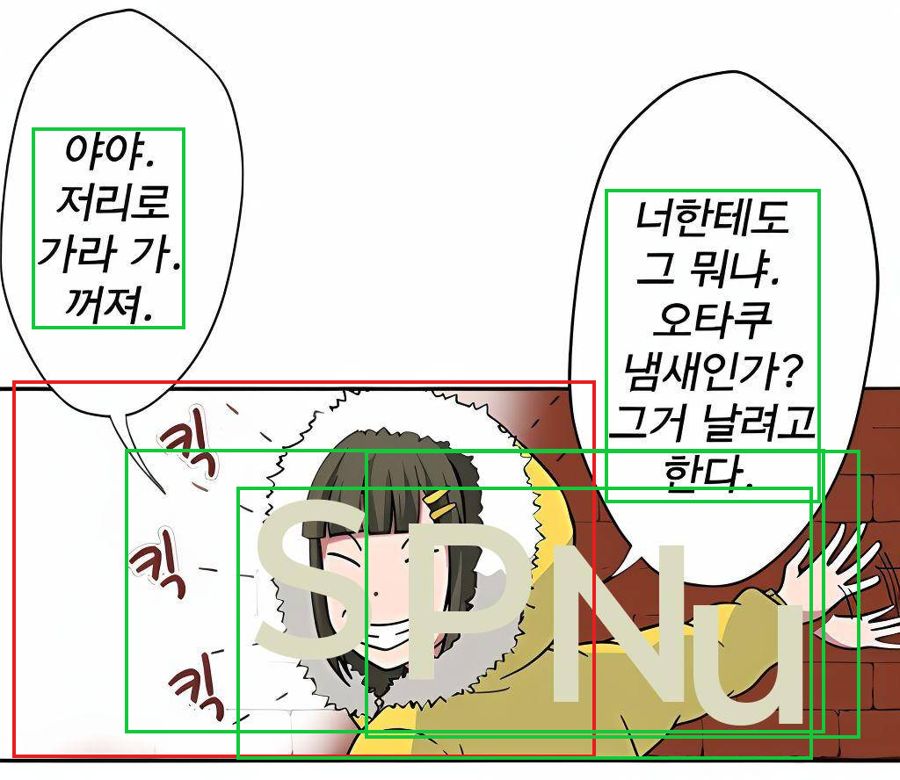 야야.
저리로
가라 가.
꺼져.
너한테도
그 뭐냐.
오타쿠
냄새인가?
그거 날려고
한다.
킥
킥
킥
SPNu